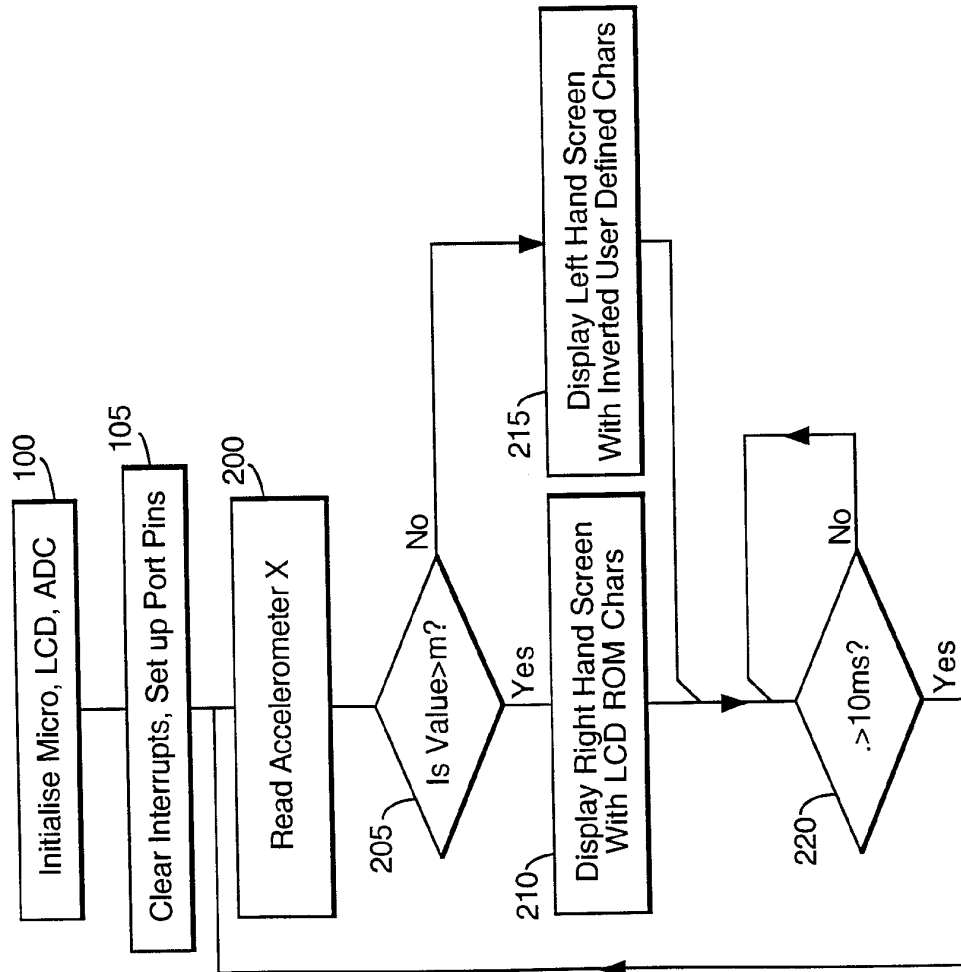 100
Initialise Micro, LCD, ADC
105
Clear Interrupts, Set up Port Pins
200
Read Accelerometer X
205
Is Value>m?
No
Yes
210
Display Right Hand Screen
With LCD ROM Chars
215
Display Left Hand Screen
With Inverted User Defined Chars
220
.>10ms?
No
Yes